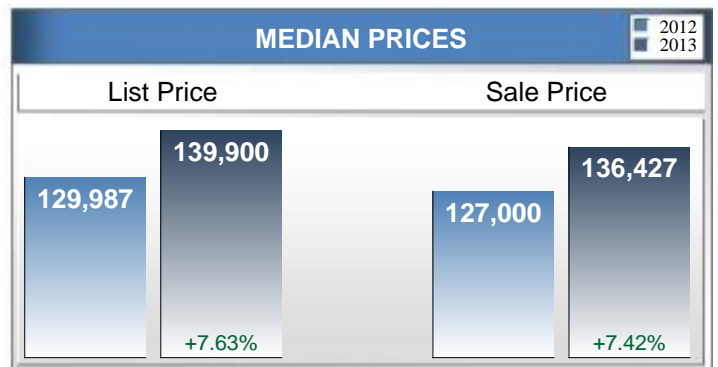 MEDIAN PRICES
2012
2013
List Price
Sale Price
129,987
139,900
+7.63%
127,000
136,427
+7.42%